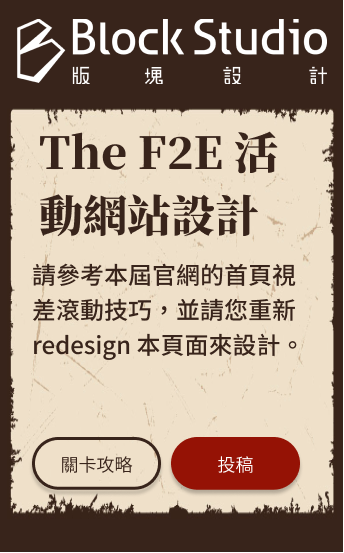 Block Studio
版塊設計
The F2E 活
動網站設計
請參考本屆官網的首頁視
差滾動技巧，並請您重新
redesign 本頁面來設計。
關卡攻略
投稿